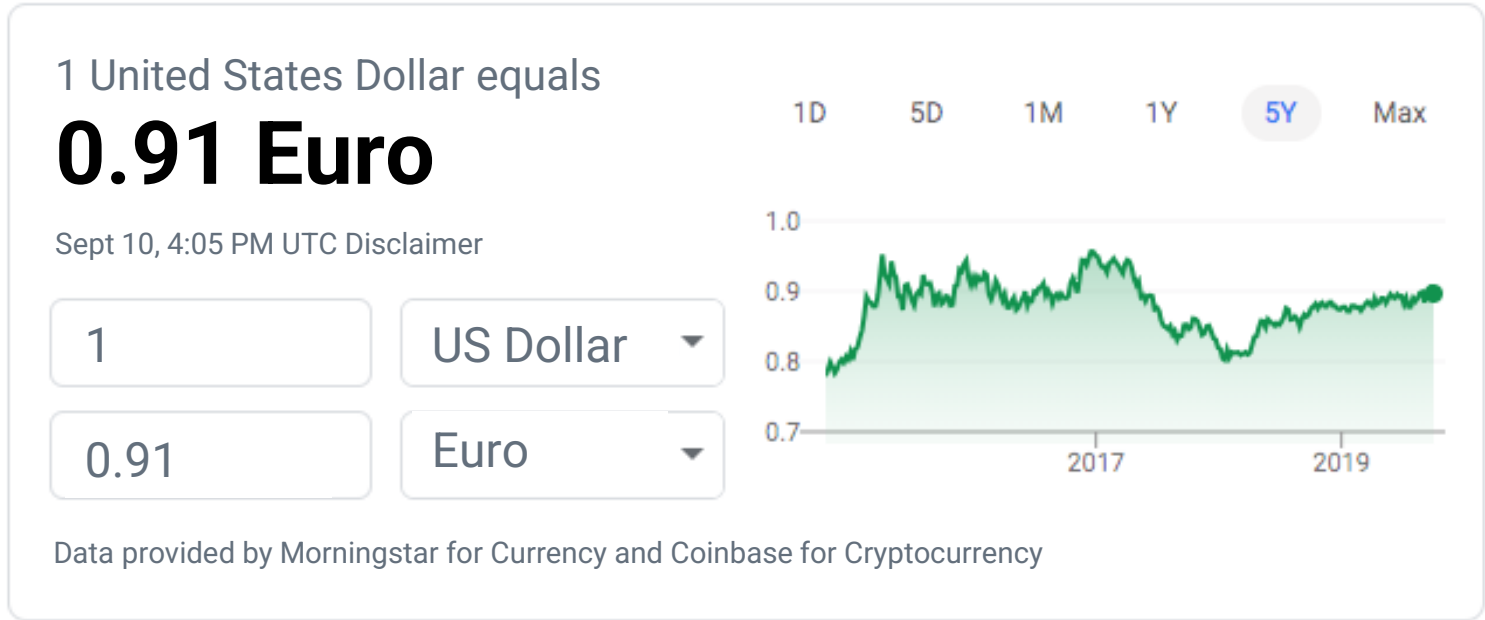 1 United States Dollar equals
0.91 Euro
Sept 10, 4:05 PM UTC Disclaimer
1 US Dollar
0.91 Euro
1D 5D 1M 1Y 5Y Max
1.0
0.9
0.8
0.7
2017 2019
Data provided by Morningstar for Currency and Coinbase for Cryptocurrency